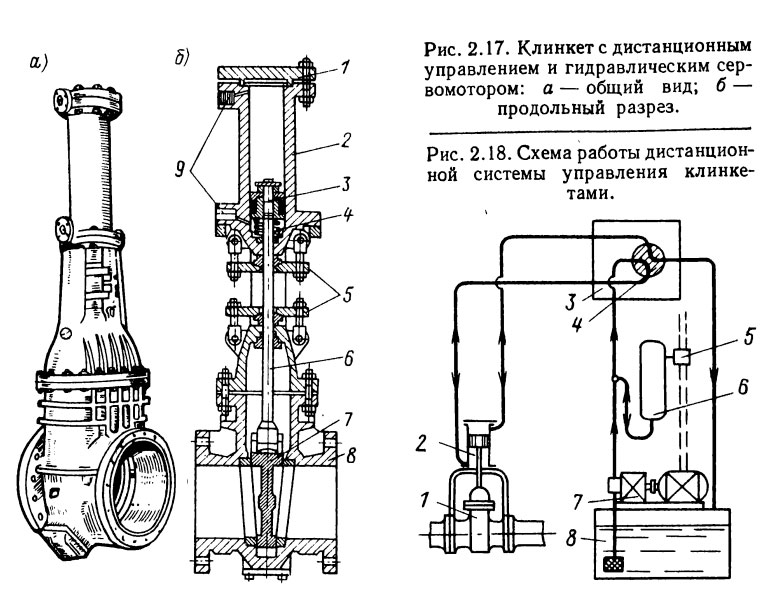 Рис. 2.17. Клинкет с дистанционным
управлением и гидравлическим сер-
вомотором: а — общий вид; б —
продольный разрез.
Рис. 2.18. Схема работы дистанцион-
ной системы управления клинке-
тами.
а)
б)
1
2
3
4
5
6
7
8
9
3
4
5
6
2
7
1
8